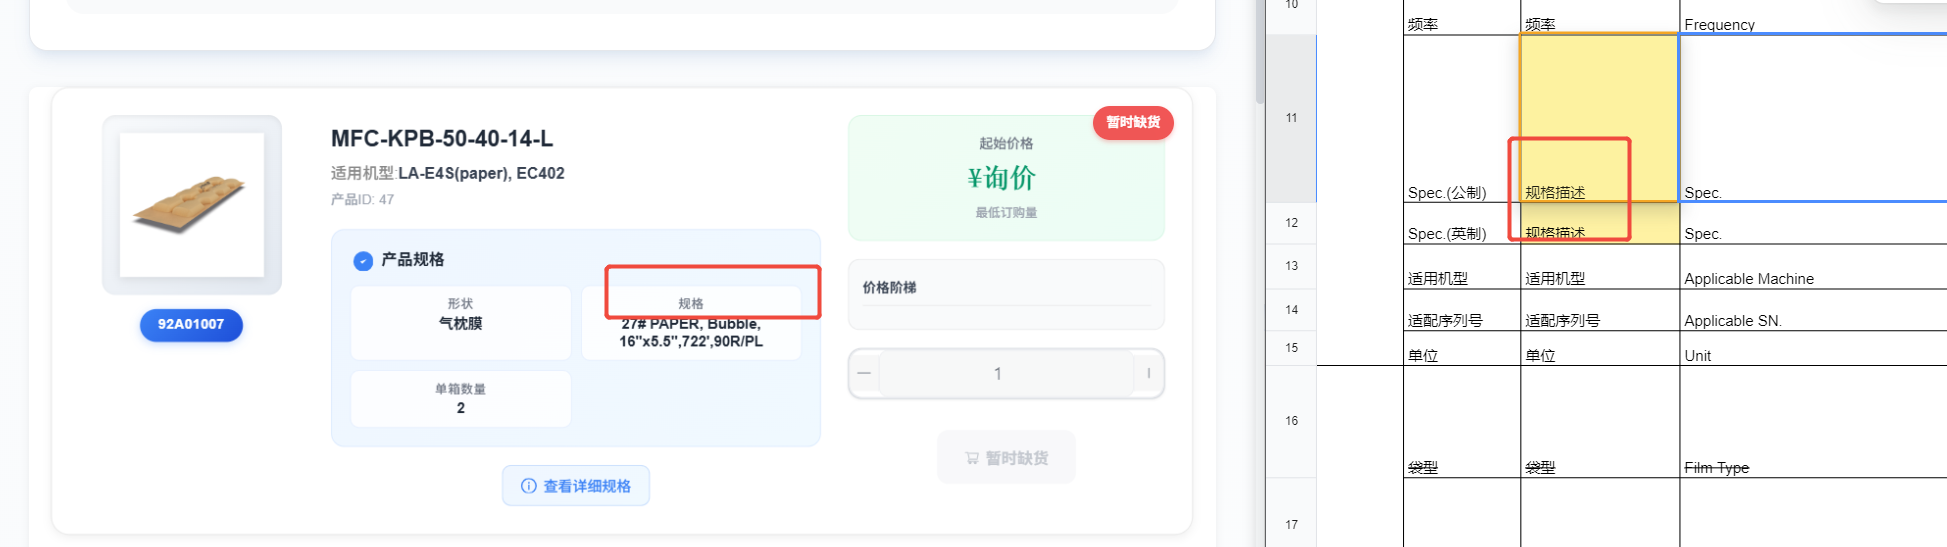 MFC-KPB-50-40-14-L
适用机型:LA-E4S(paper), EC402
产品ID: 47
92A01007
产品规格
形状
气枕膜
规格
27# PAPER, Bubble,
16"x5.5",722',90R/PL
单箱数量
2
查看详细规格
暂时缺货
起始价格
¥询价
最低订购量
价格阶梯
1
暂时缺货
10
频率 频率 Frequency
11
Spec.(公制) 规格描述 Spec.
12
Spec.(英制) 规格描述 Spec.
13
适用机型 适用机型 Applicable Machine
14
适配序列号 适配序列号 Applicable SN.
15
单位 单位 Unit
16
袋型 袋型 Film Type
17